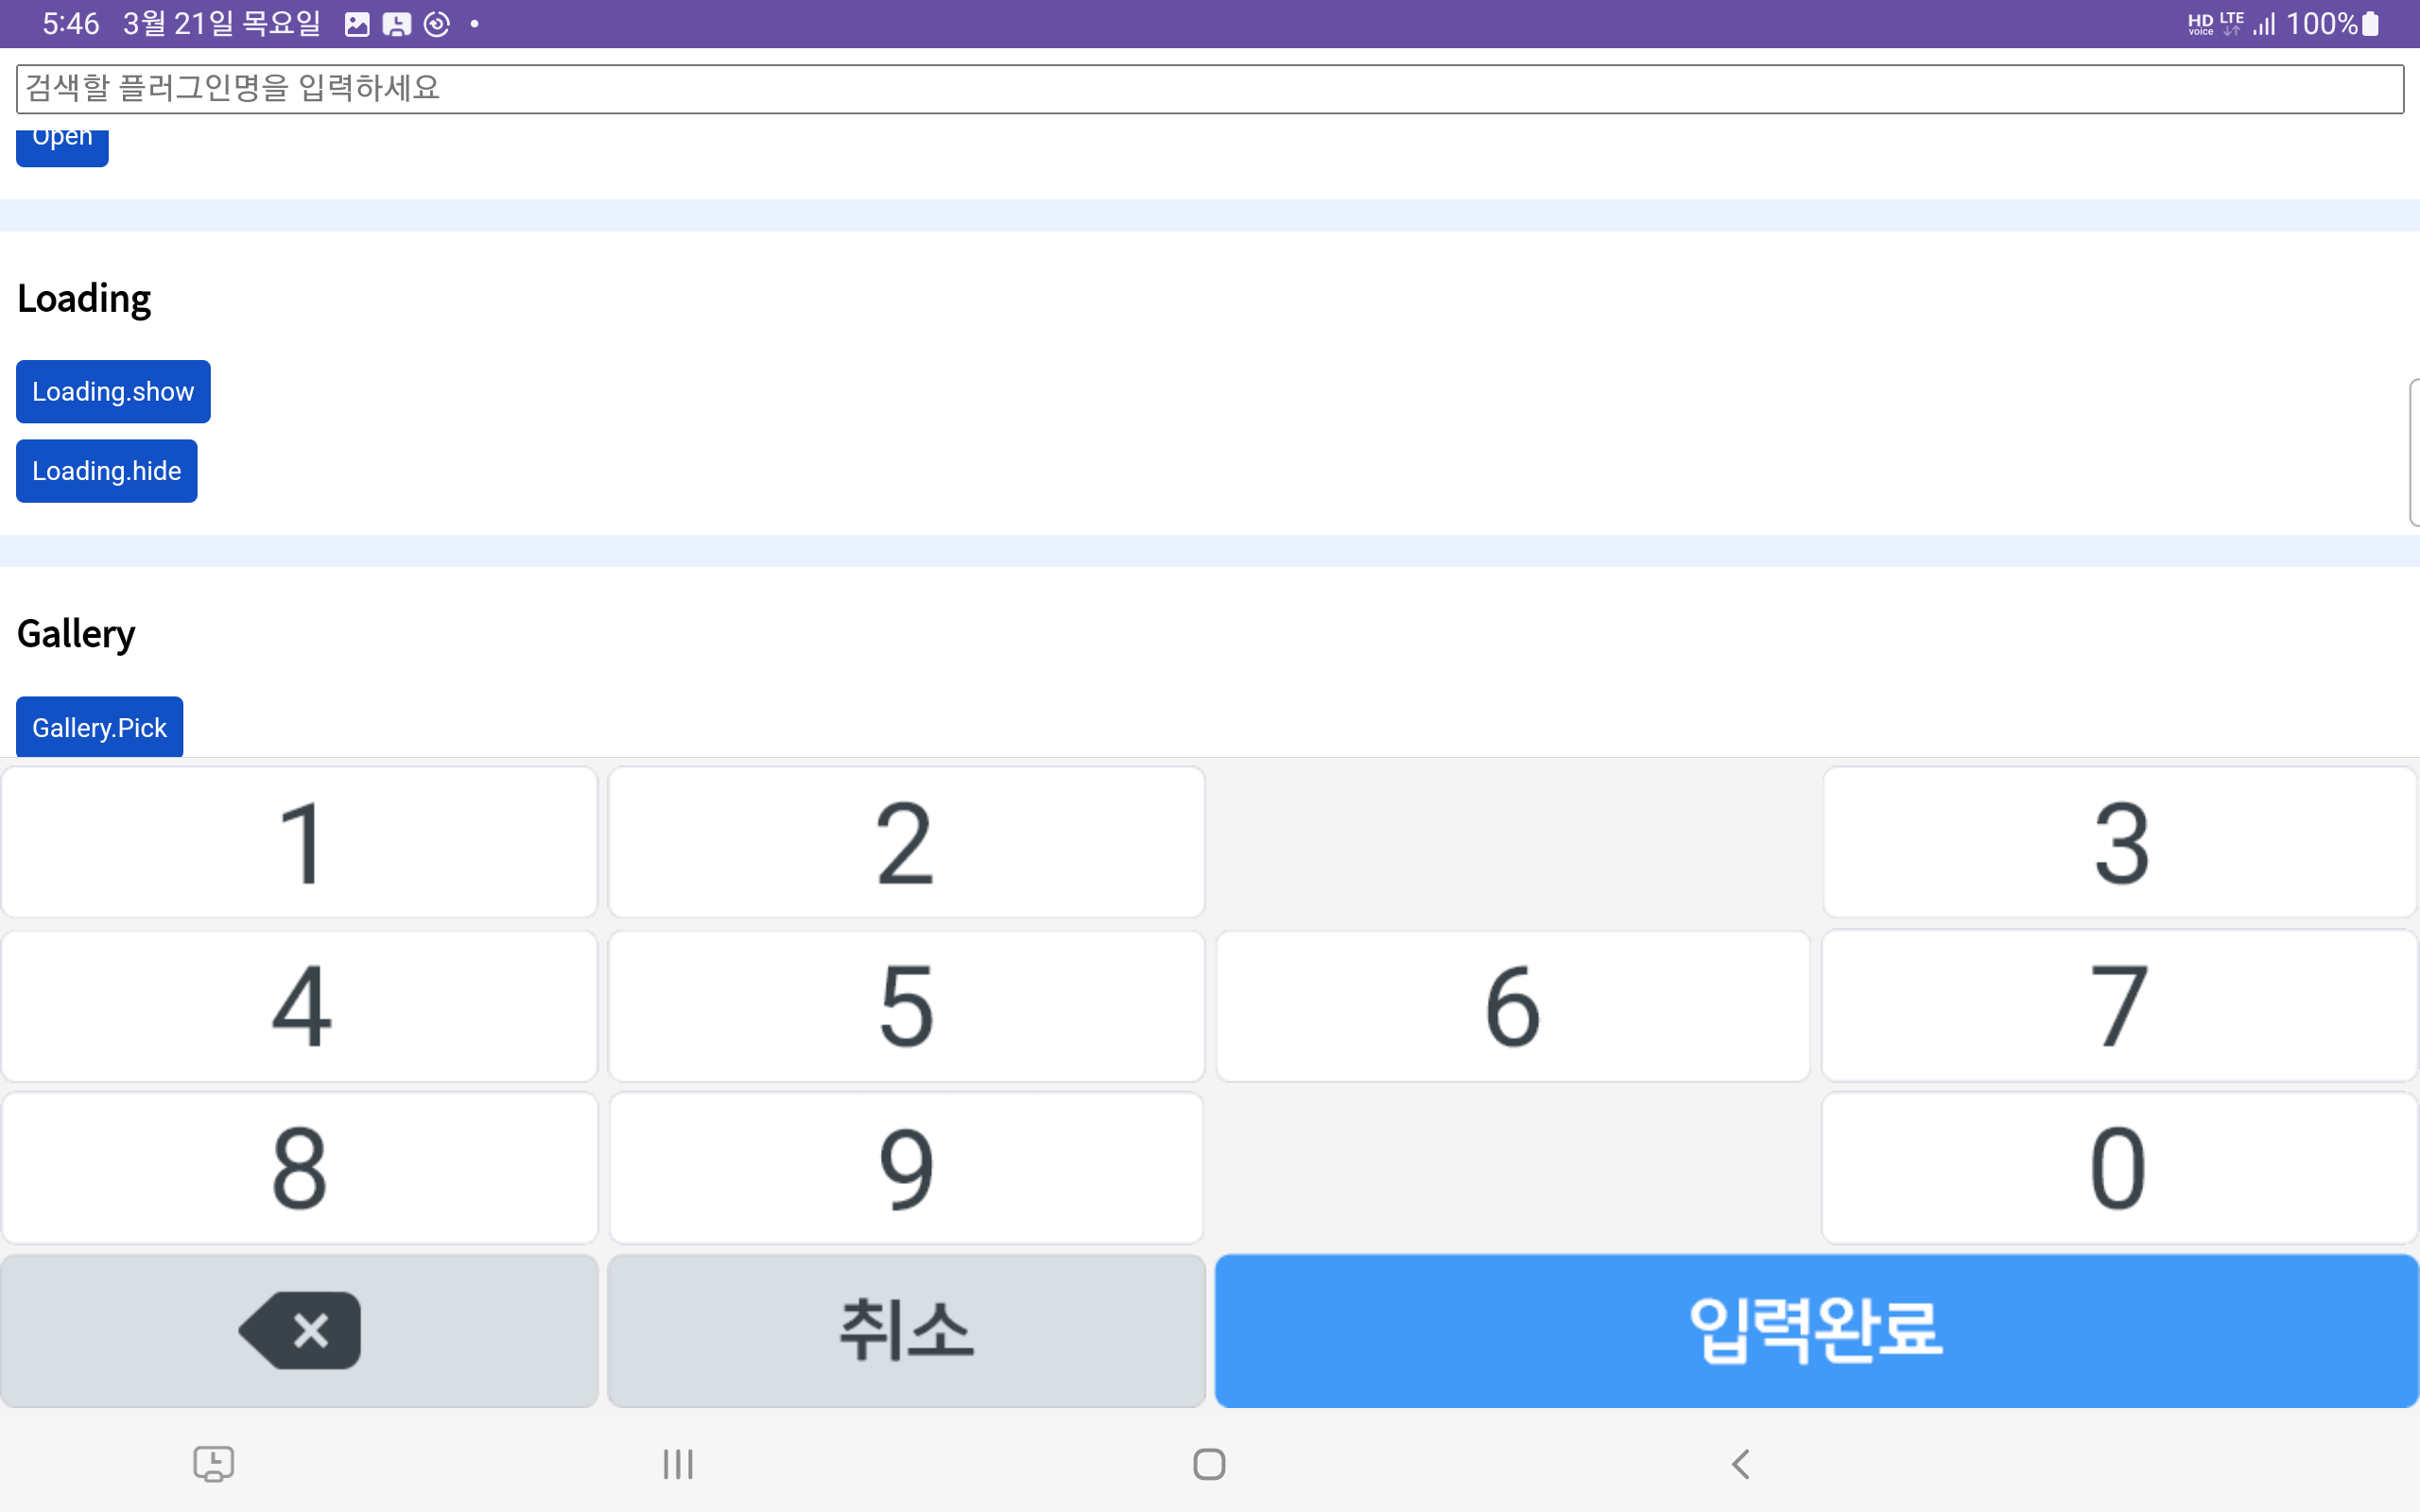 5:46 3월 21일 목요일 HD voice LTE 100%
검색할 플러그인명을 입력하세요
Open
Loading
Loading.show
Loading.hide
Gallery
Gallery.Pick
1 2 3
4 5 6 7
8 9 0
취소 입력완료